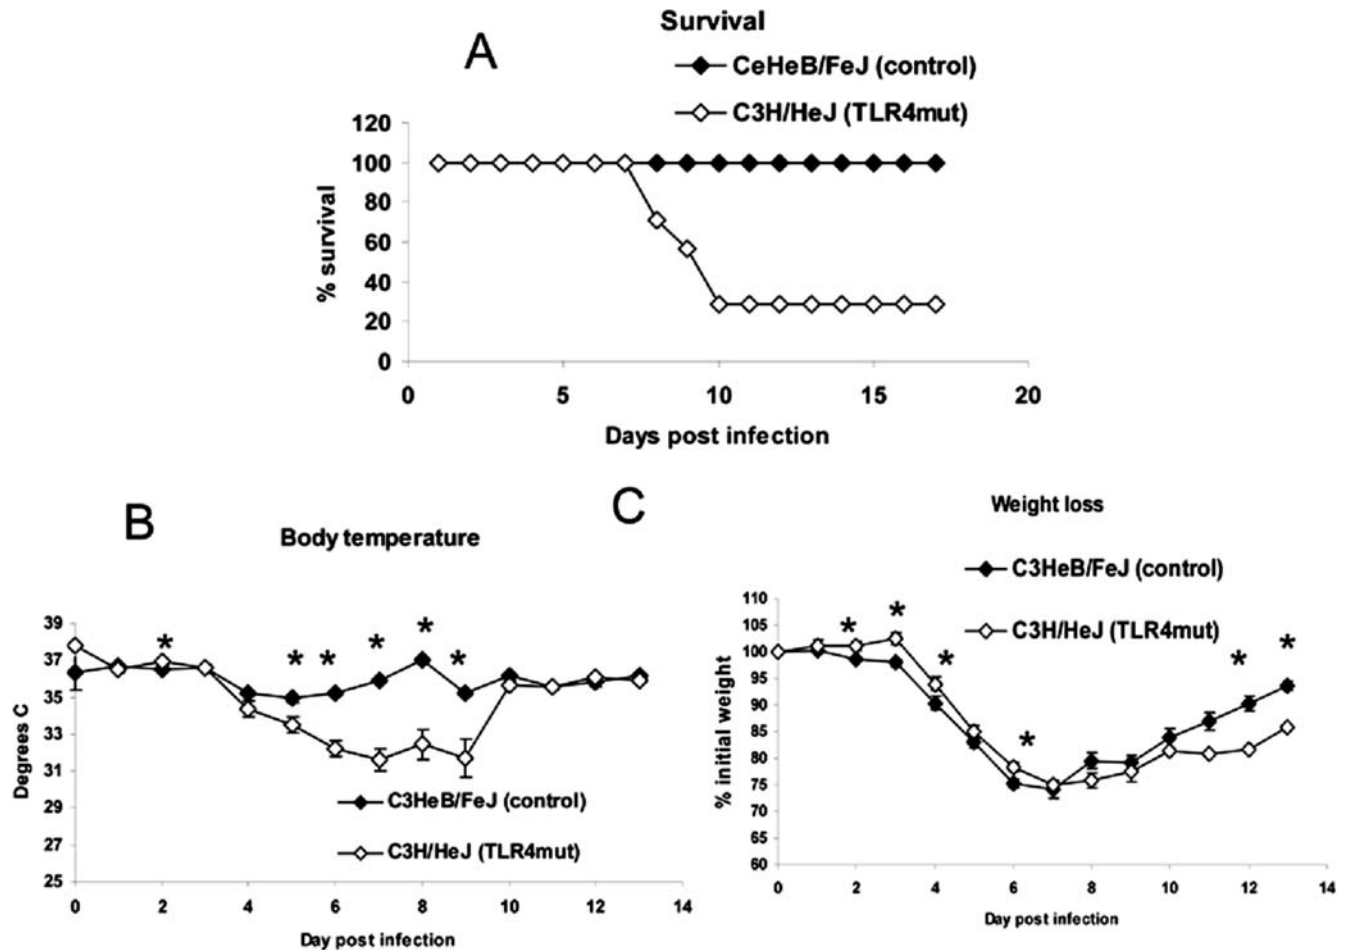 A
Survival
CeHeB/FeJ (control)
C3H/HeJ (TLR4mut)
120
100
80
60
40
20
0
% survival
0 5 10 15 20
Days post infection
B
Body temperature
39
37
35
33
31
29
27
25
Degrees C
* * * * * *
C3HeB/FeJ (control)
C3H/HeJ (TLR4mut)
0 2 4 6 8 10 12 14
Day post infection
C
Weight loss
C3HeB/FeJ (control)
C3H/HeJ (TLR4mut)
110
105
100
95
90
85
80
75
70
65
60
% initial weight
* * * * * *
0 2 4 6 8 10 12 14
Day post infection